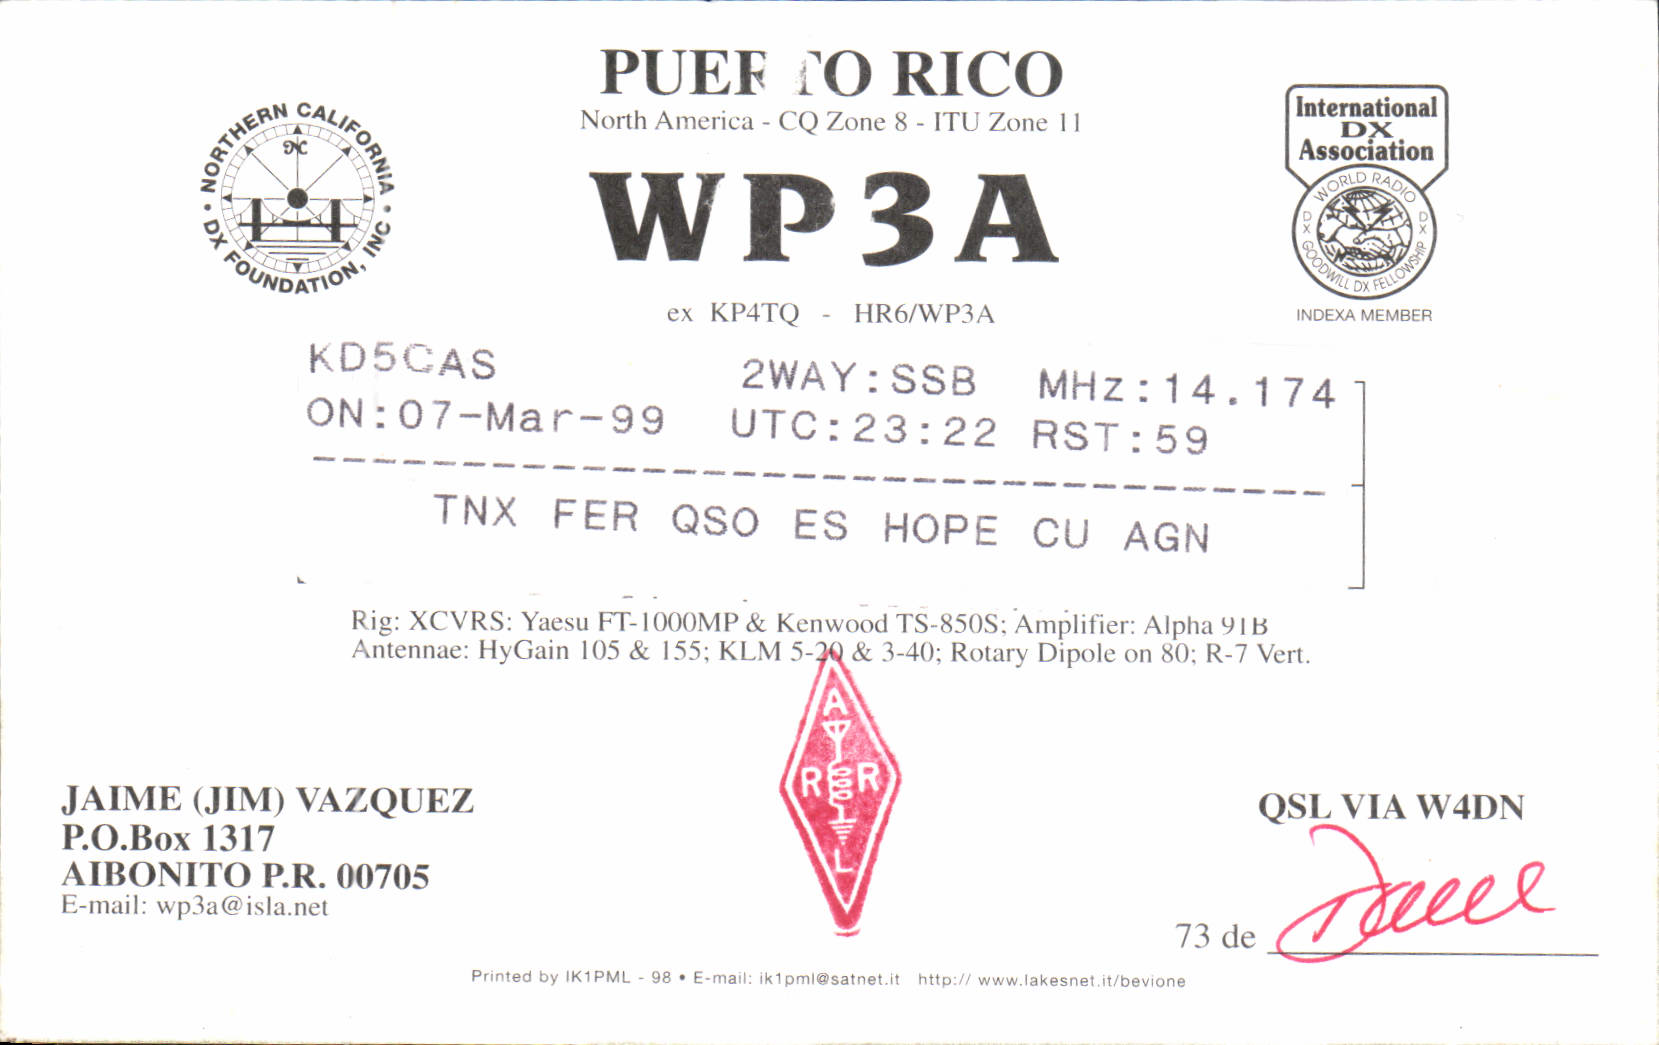 PUERTO RICO
North America - CQ Zone 8 - ITU Zone 11
NORTHERN CALIFORNIA
NC
• DX FOUNDATION, INC •
International
DX
Association
WORLD RADIO
DX DX
GOODWILL DX FELLOWSHIP
INDEXA MEMBER
WP3A
ex KP4TQ - HR6/WP3A
KD5CAS 2WAY:SSB MHz:14.174
ON:07-Mar-99 UTC:23:22 RST:59
------------------------------------
TNX FER QSO ES HOPE CU AGN
Rig: XCVRS: Yaesu FT-1000MP & Kenwood TS-850S; Amplifier: Alpha 91B
Antennae: HyGain 105 & 155; KLM 5-20 & 3-40; Rotary Dipole on 80; R-7 Vert.
A
R R
L
JAIME (JIM) VAZQUEZ
P.O.Box 1317
AIBONITO P.R. 00705
E-mail: wp3a@isla.net
QSL VIA W4DN
73 de
Printed by IK1PML - 98 • E-mail: ik1pml@satnet.it http:// www.lakesnet.it/bevione